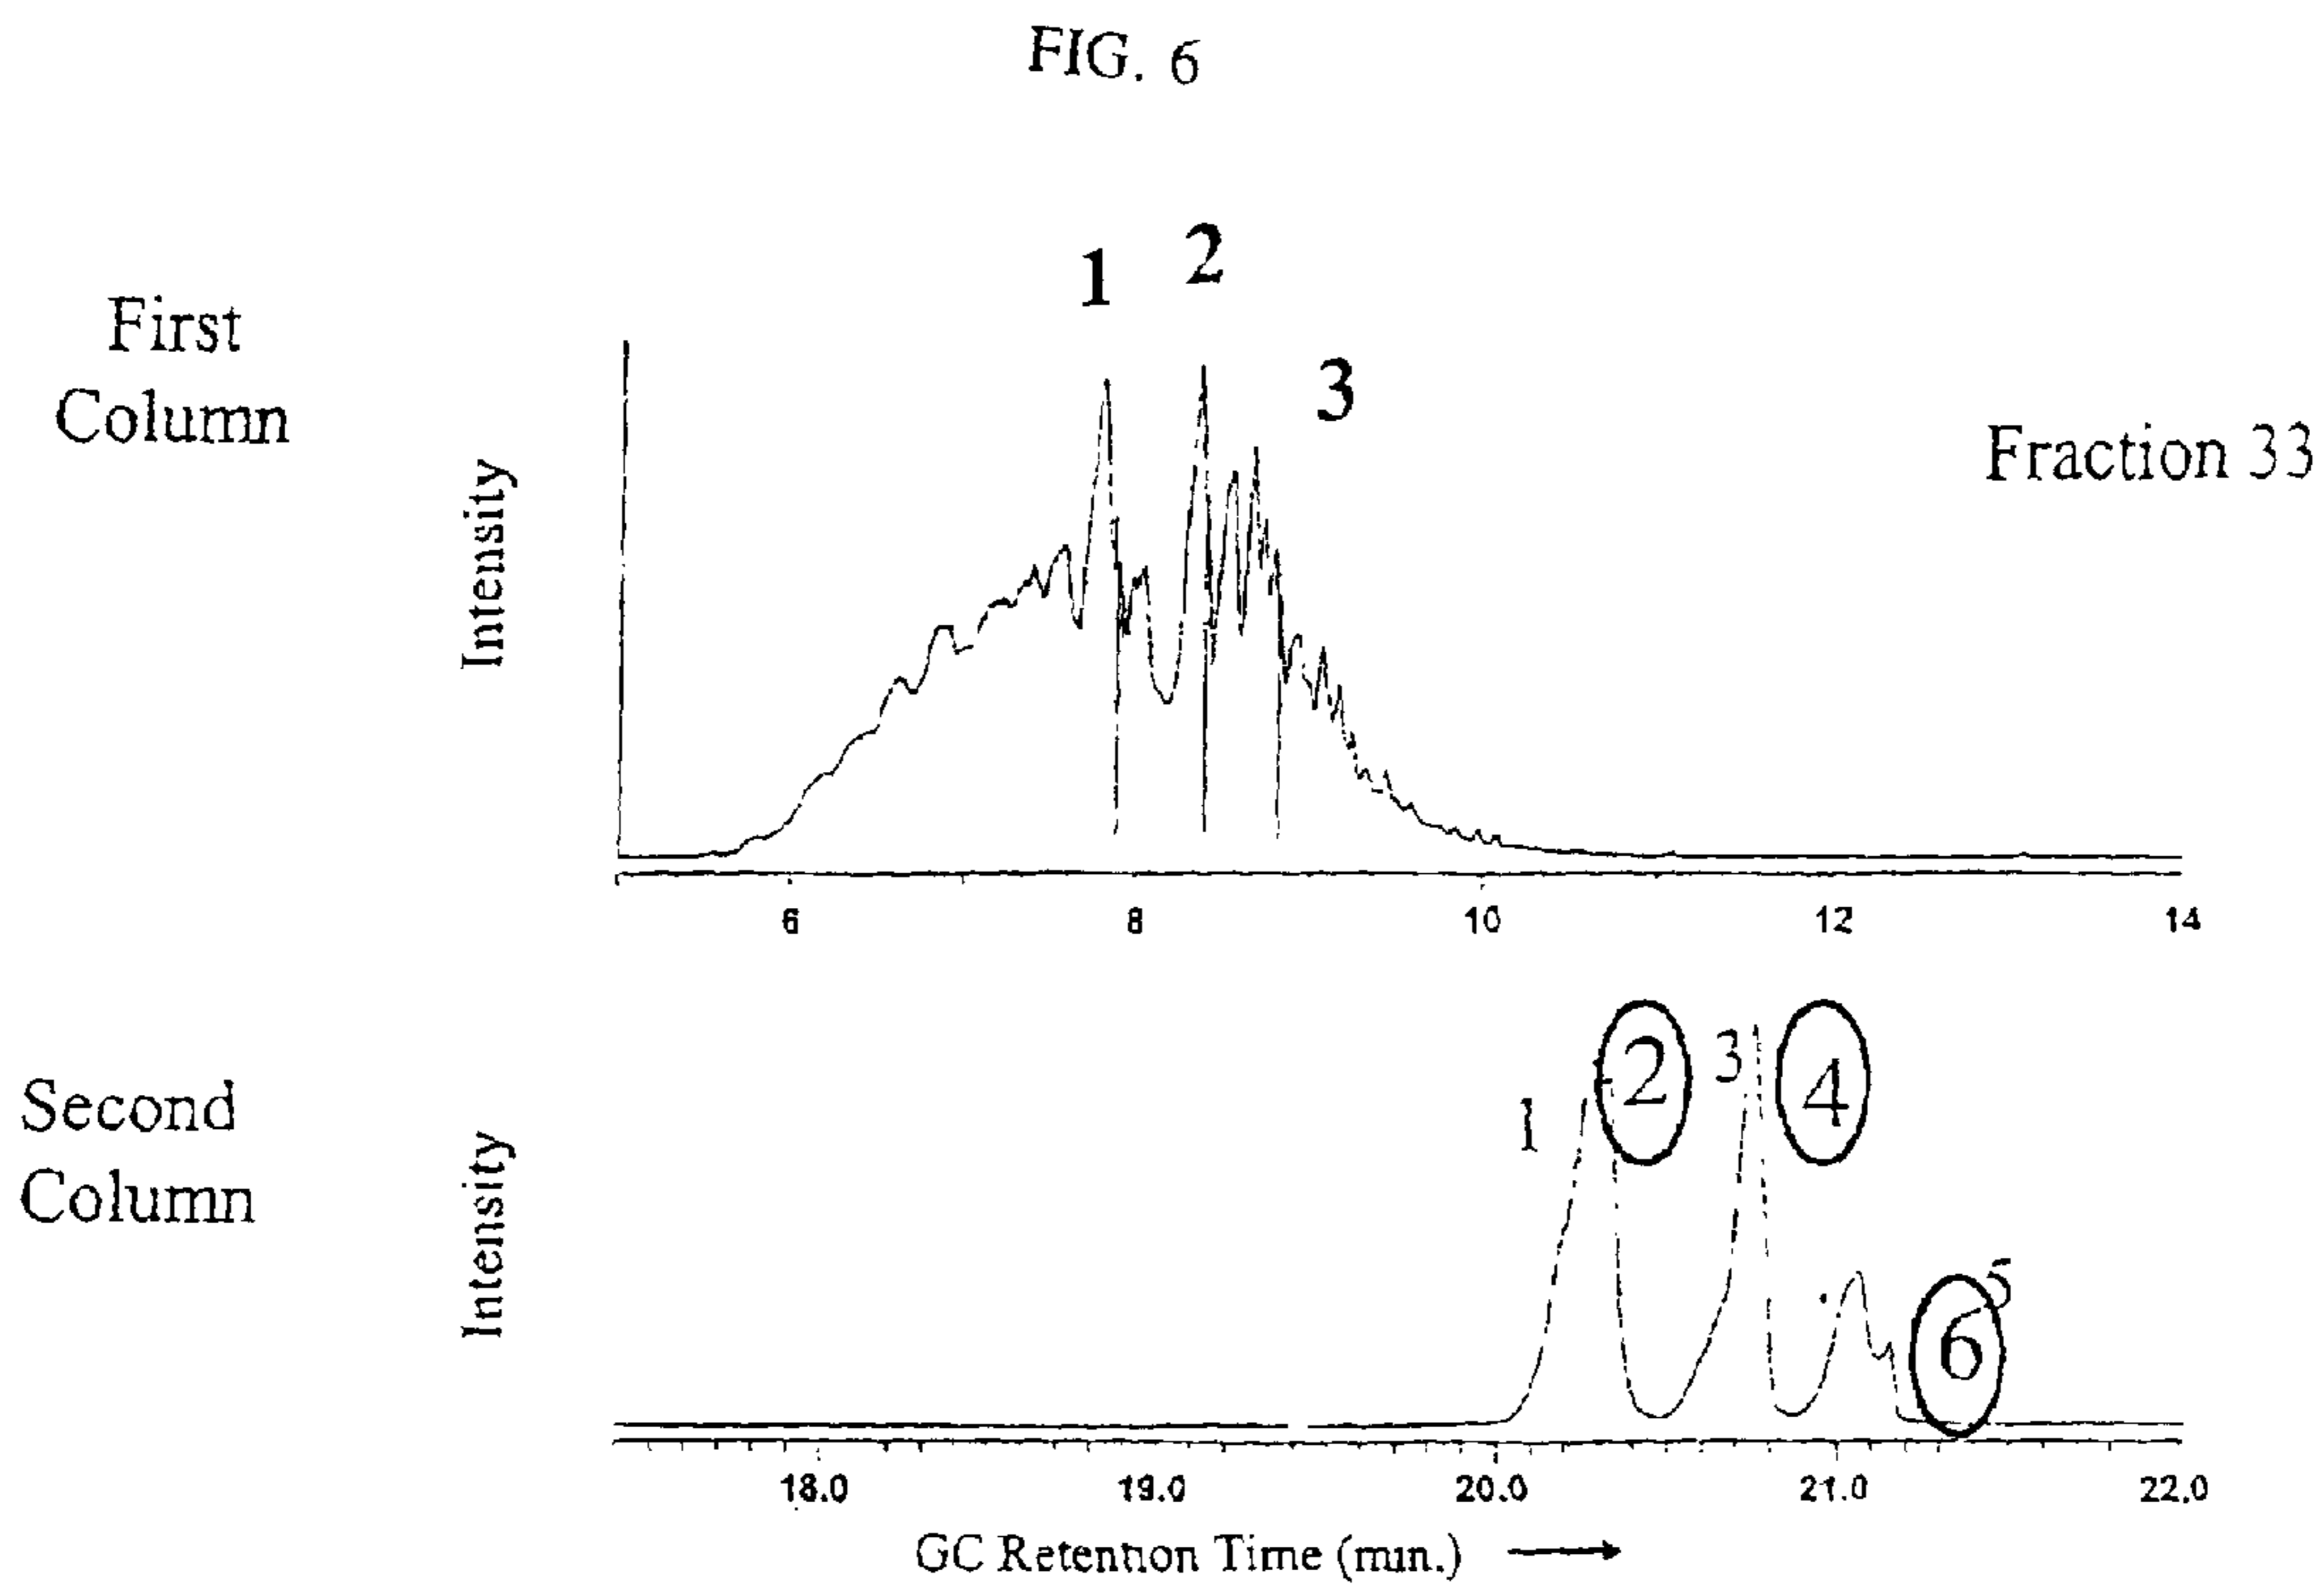 FIG. 6
1
2
3
First
Column
Intensity
Fraction 33
6 8 10 12 14
1
2
3
4
5
6
Second
Column
Intensity
18.0 19.0 20.0 21.0 22.0
GC Retention Time (min.)